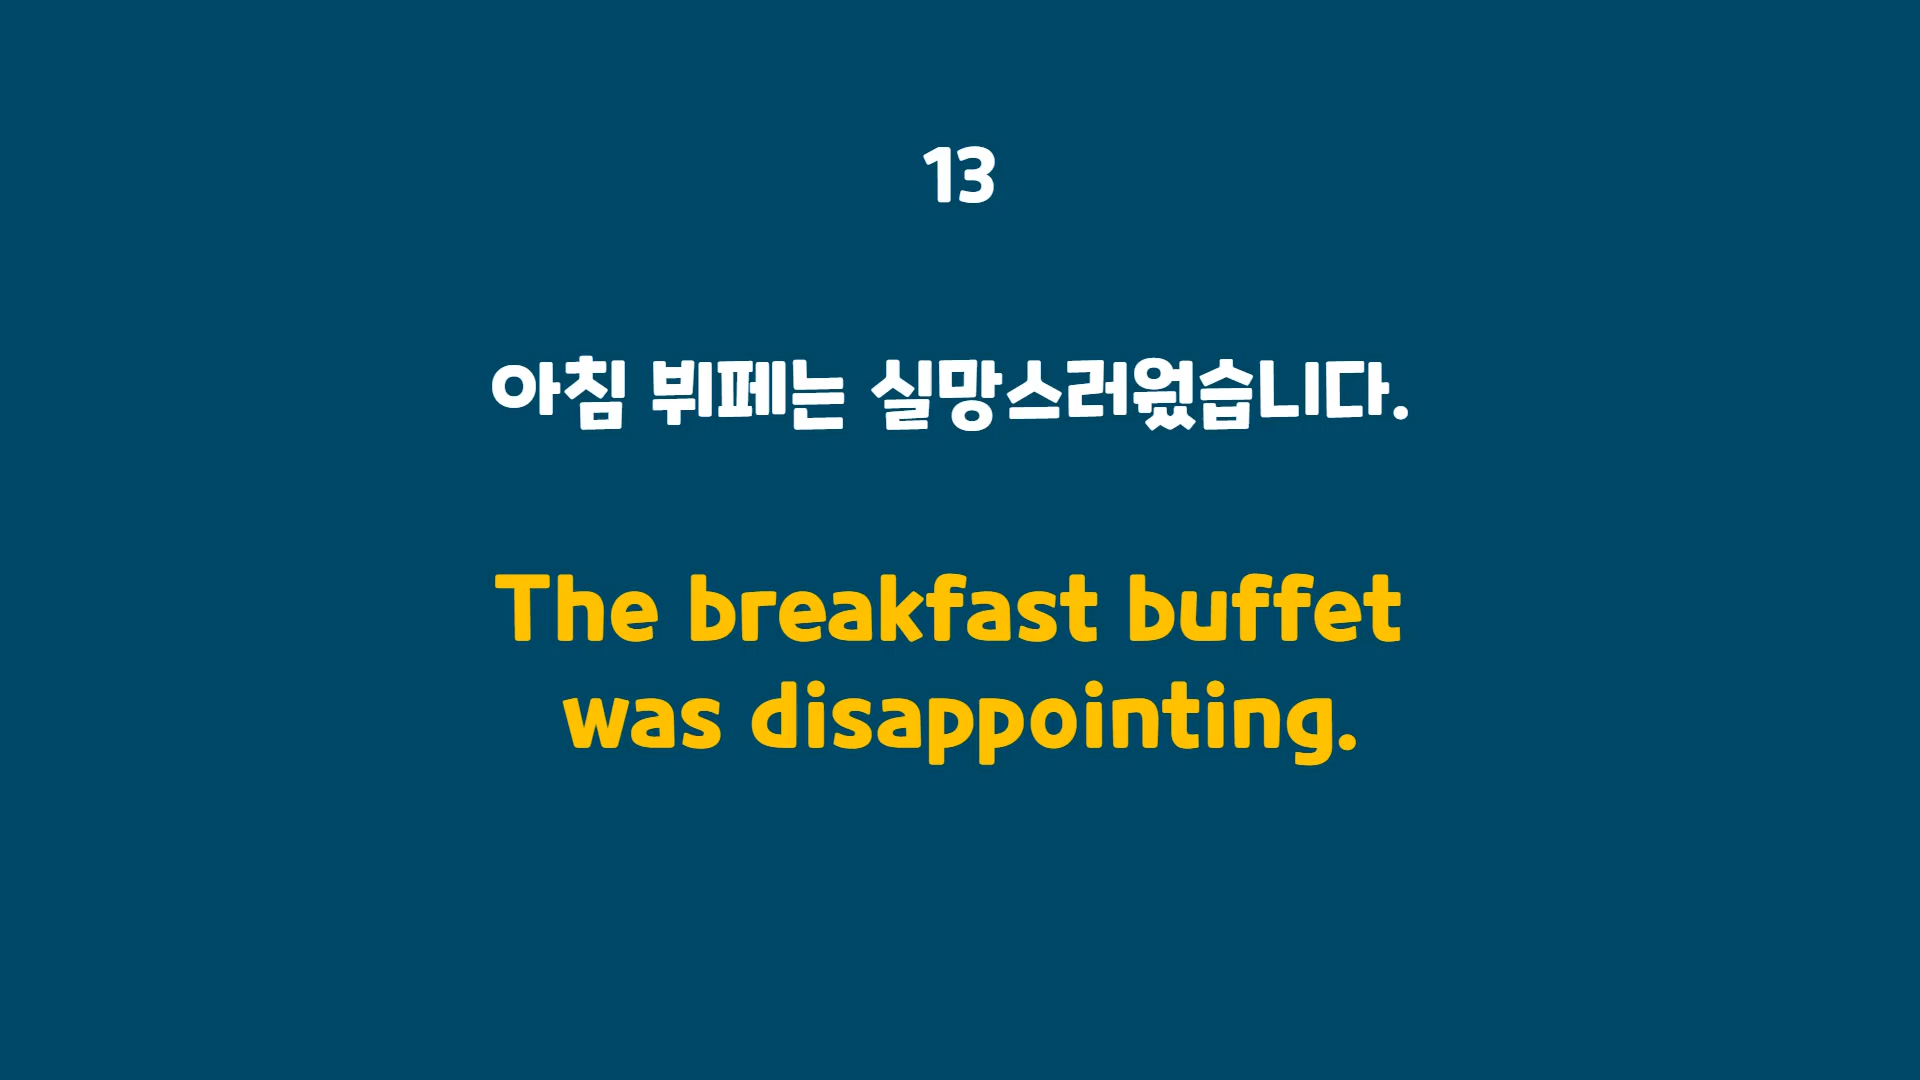 13
아침 뷔페는 실망스러웠습니다.
The breakfast buffet
was disappointing.